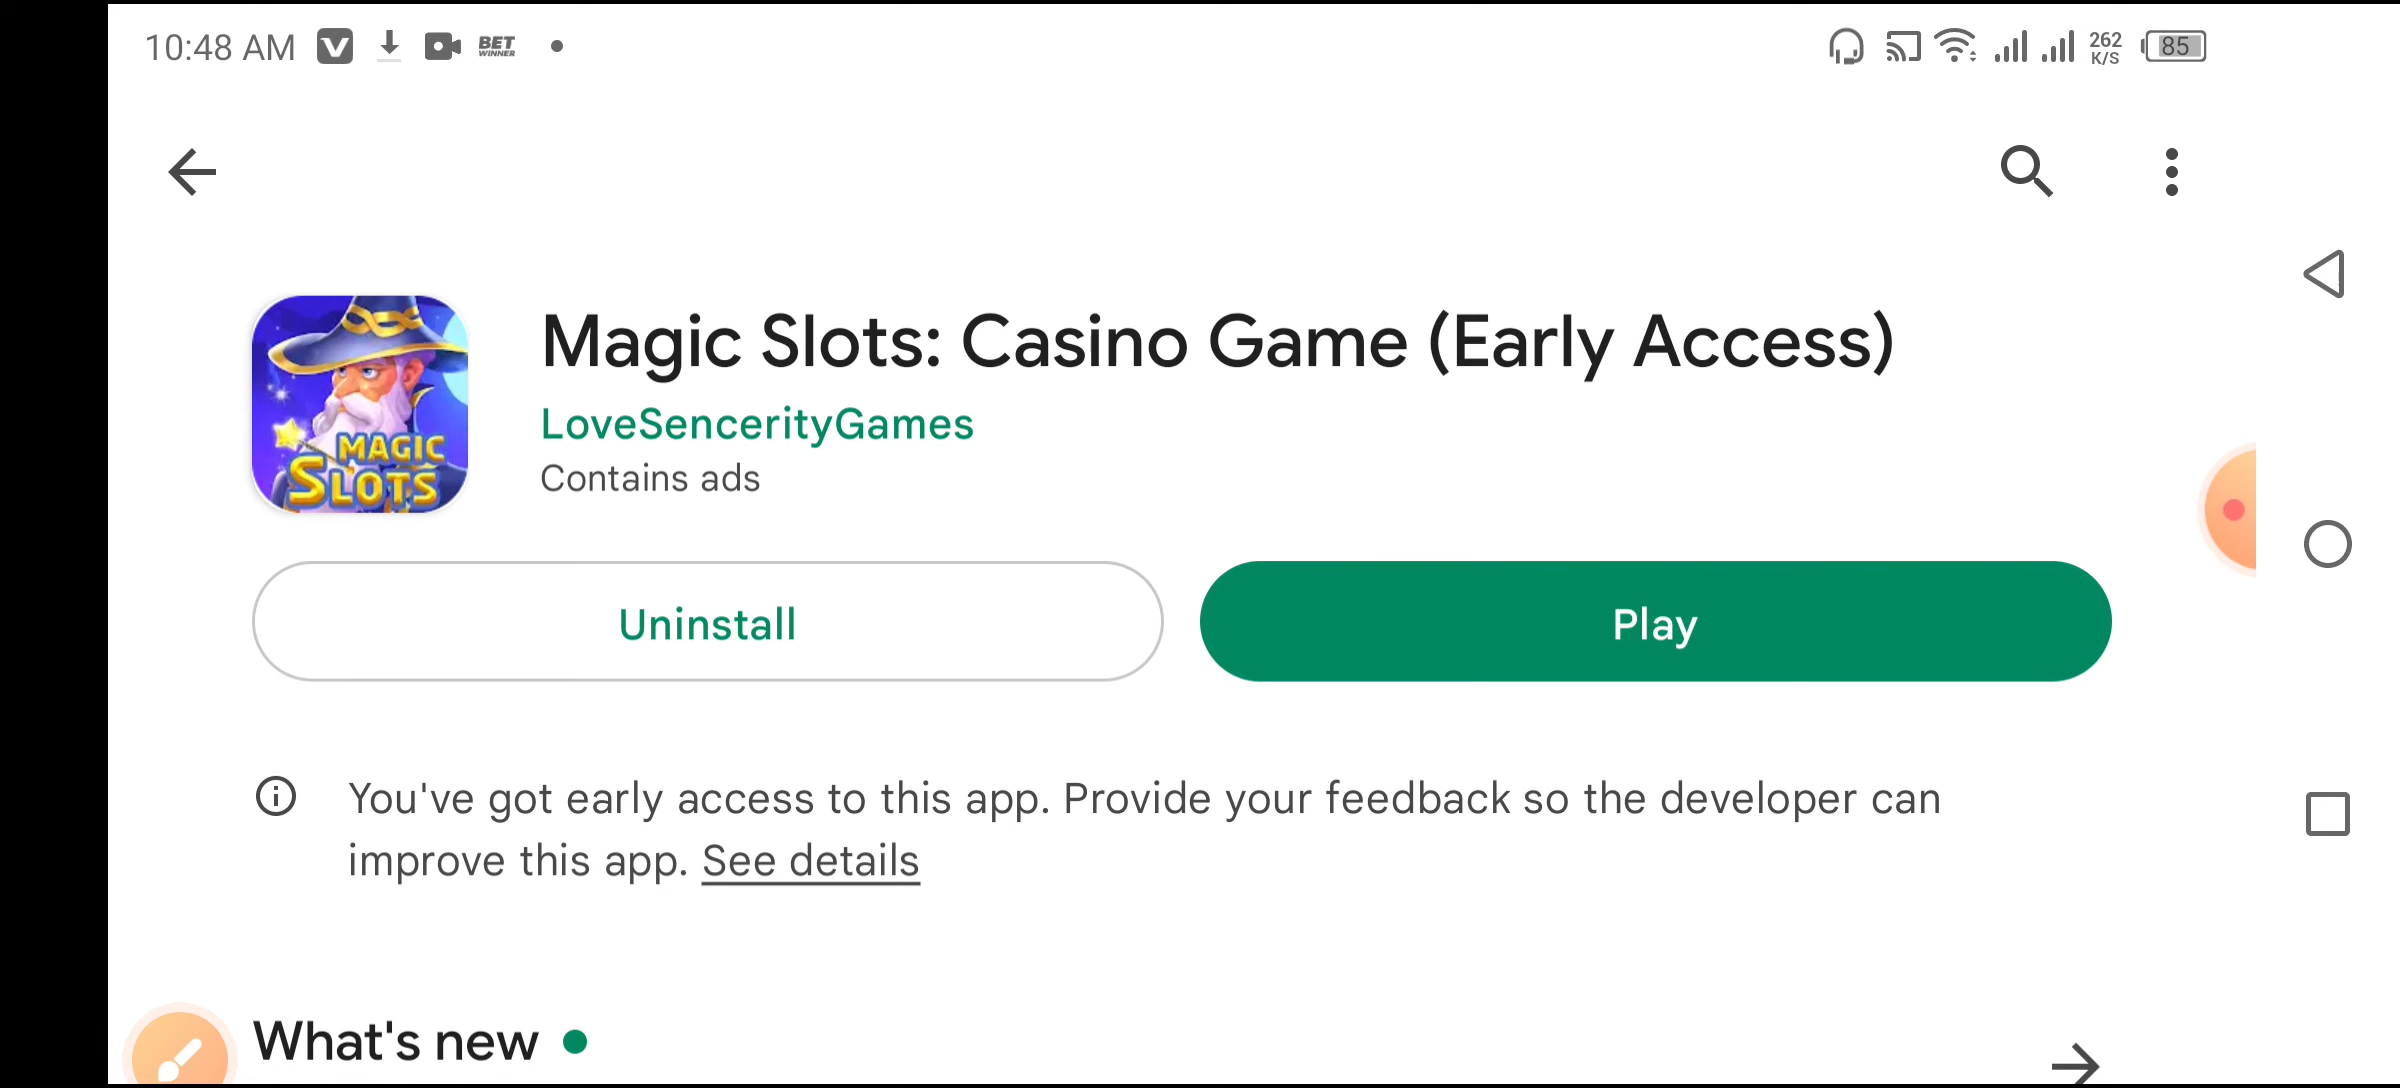 10:48 AM V BET WINNER 262 K/S 85
Magic Slots: Casino Game (Early Access)
LoveSencerityGames
Contains ads
MAGIC
SLOTS
Uninstall
Play
You've got early access to this app. Provide your feedback so the developer can
improve this app. See details
What's new